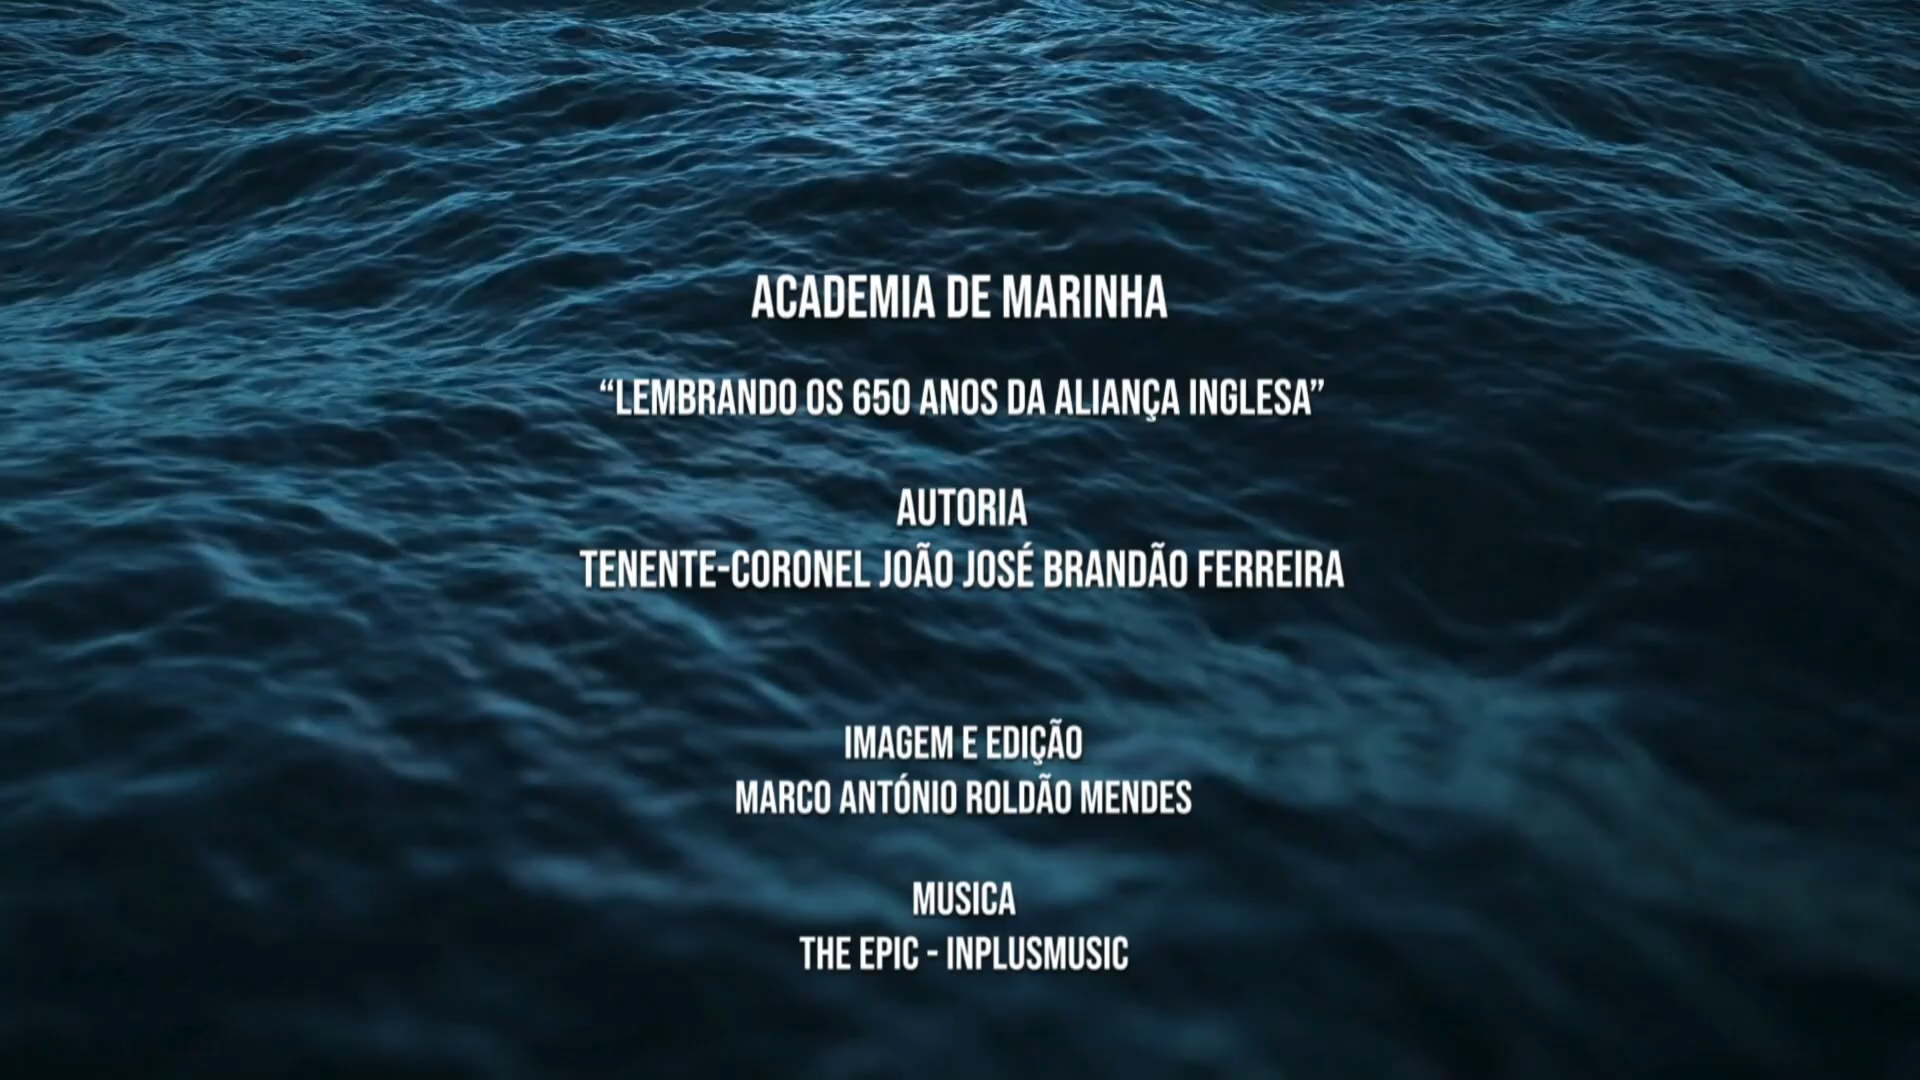 ACADEMIA DE MARINHA
“LEMBRANDO OS 650 ANOS DA ALIANÇA INGLESA”
AUTORIA
TENENTE-CORONEL JOÃO JOSÉ BRANDÃO FERREIRA
IMAGEM E EDIÇÃO
MARCO ANTÓNIO ROLDÃO MENDES
MUSICA
THE EPIC - INPLUSMUSIC